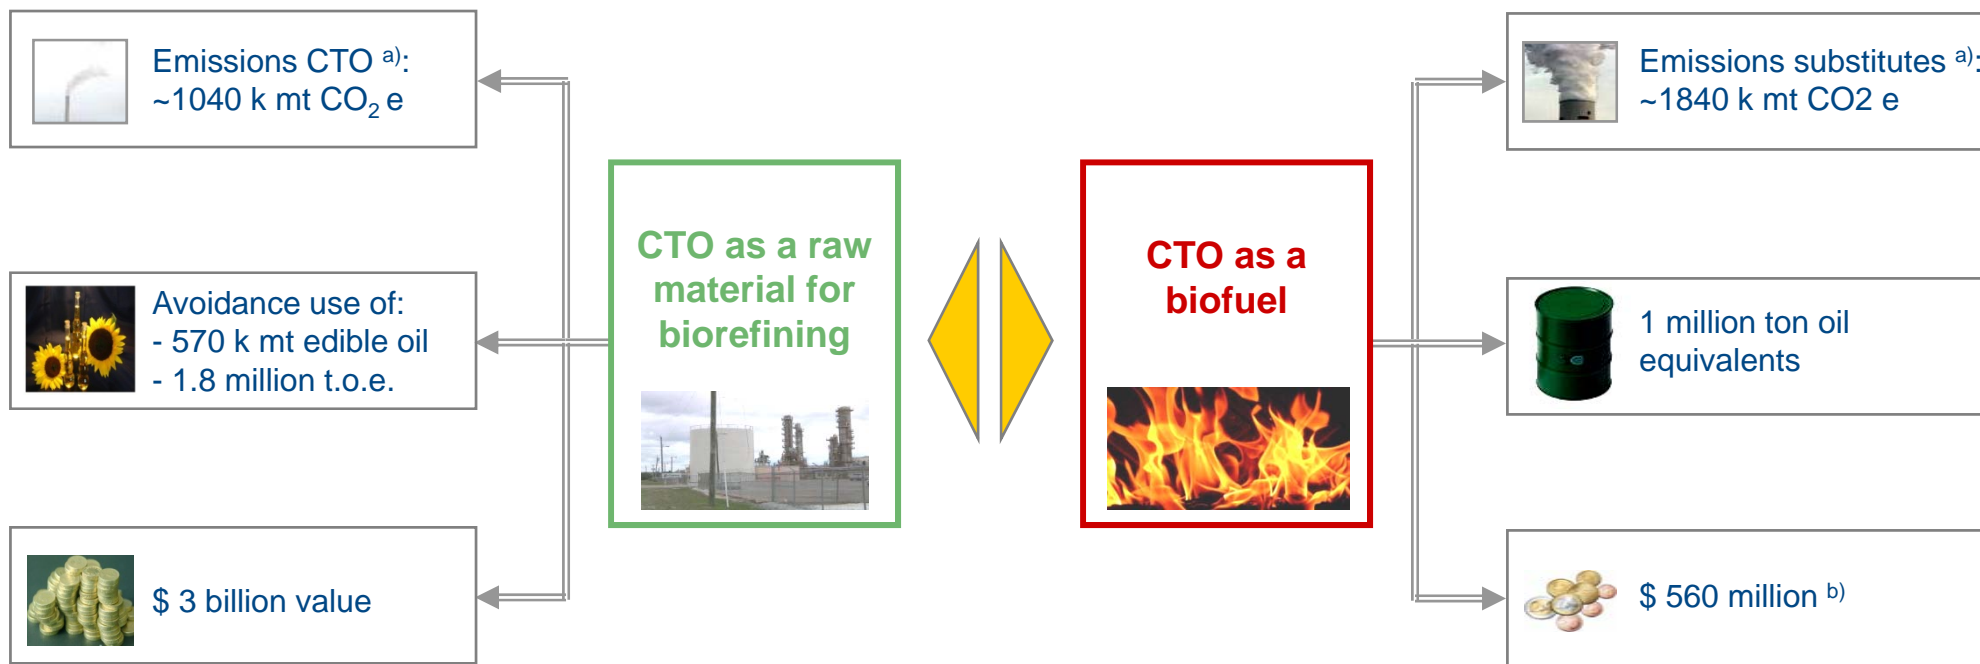 Emissions CTO a):
~1040 k mt CO2 e
Avoidance use of:
- 570 k mt edible oil
- 1.8 million t.o.e.
$ 3 billion value
CTO as a raw
material for
biorefining
CTO as a
biofuel
Emissions substitutes a):
~1840 k mt CO2 e
1 million ton oil
equivalents
$ 560 million b)